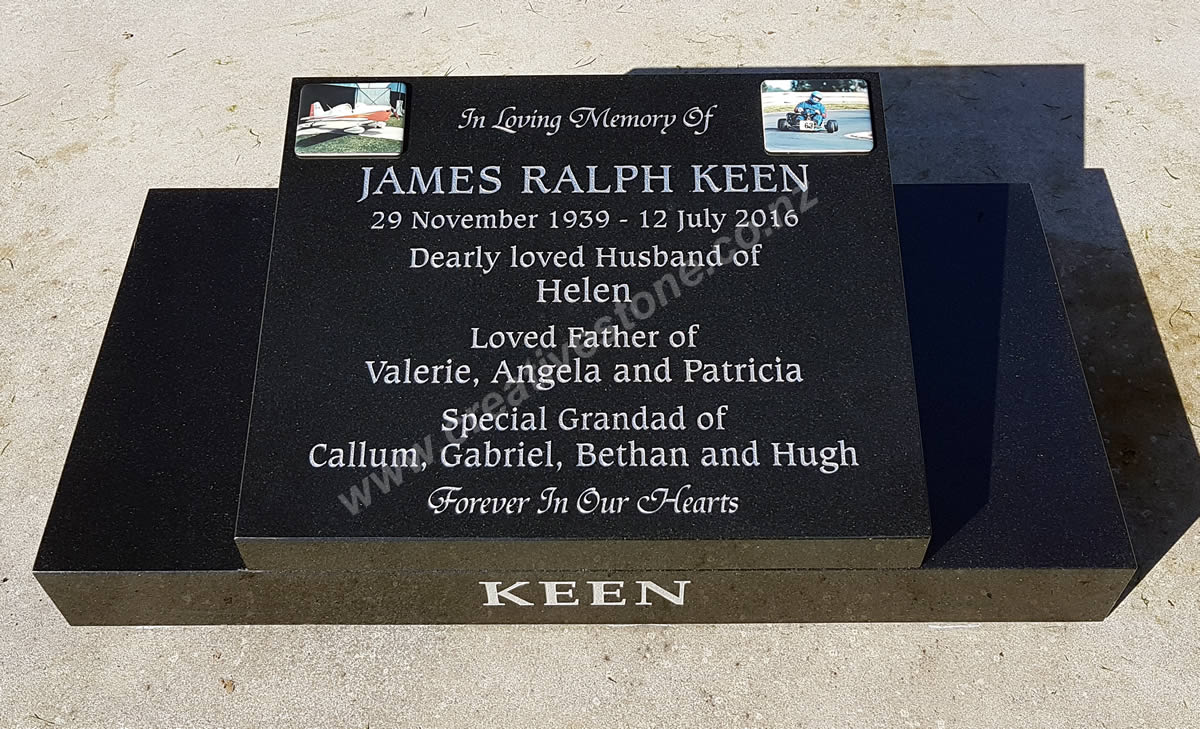 In Loving Memory Of
JAMES RALPH KEEN
29 November 1939 - 12 July 2016
Dearly loved Husband of
Helen
Loved Father of
Valerie, Angela and Patricia
Special Grandad of
Callum, Gabriel, Bethan and Hugh
Forever In Our Hearts
KEEN
www.creativestone.co.nz
63